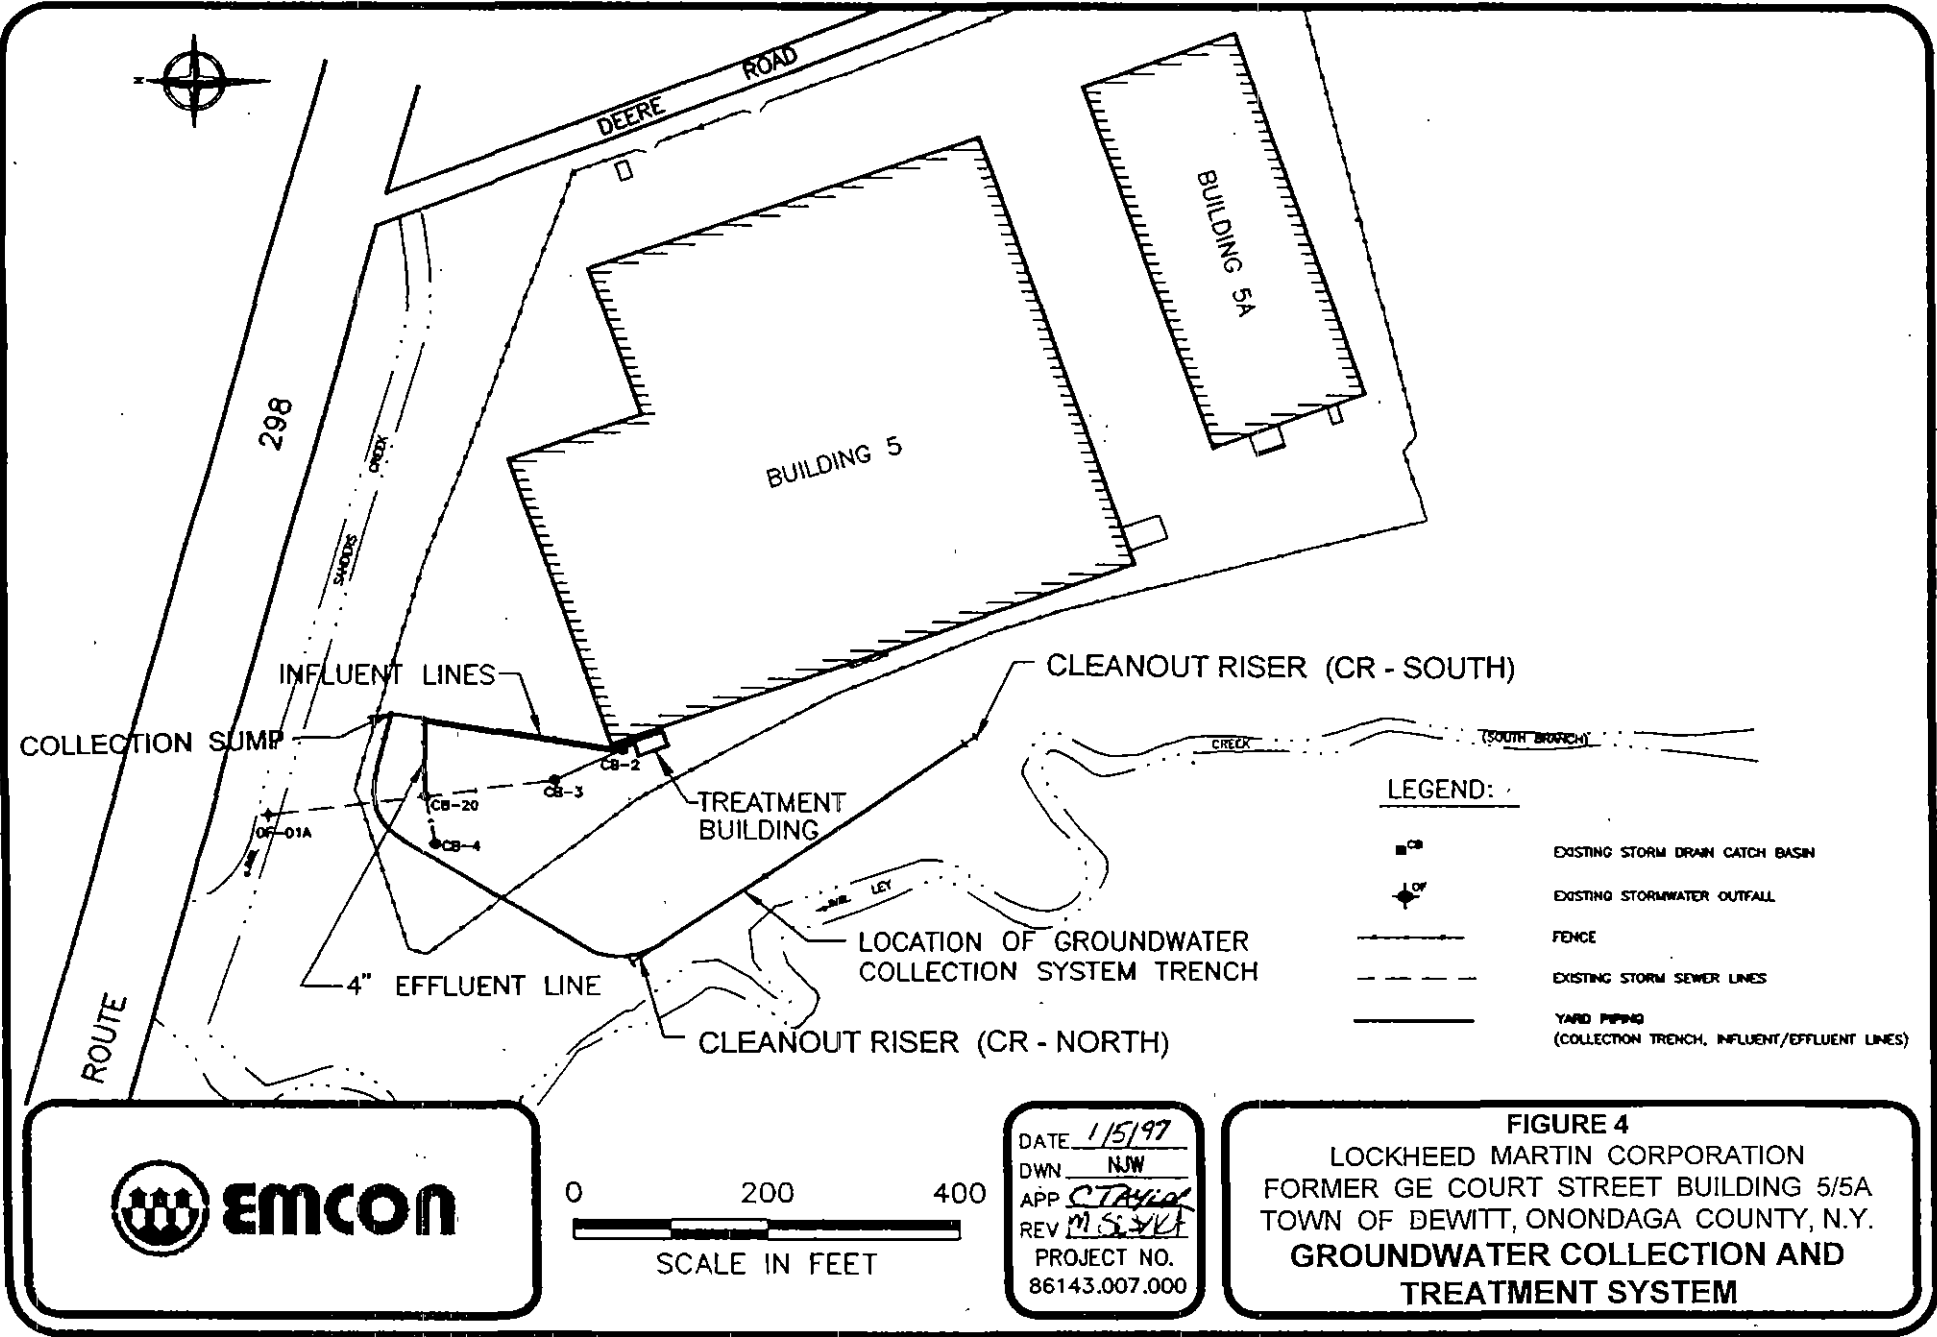 N
DEERE ROAD
BUILDING 5A
BUILDING 5
298
SANDERS
CREEK
INFLUENT LINES
COLLECTION SUMP
CLEANOUT RISER (CR - SOUTH)
CREEK
(SOUTH BRANCH)
CB-2
CB-3
CB-20
CB-4
OF-01A
TREATMENT
BUILDING
LEY
4" EFFLUENT LINE
LOCATION OF GROUNDWATER
COLLECTION SYSTEM TRENCH
CLEANOUT RISER (CR - NORTH)
ROUTE
LEGEND:
CB
EXISTING STORM DRAIN CATCH BASIN
OF
EXISTING STORMWATER OUTFALL
FENCE
EXISTING STORM SEWER LINES
YARD PIPING
(COLLECTION TRENCH, INFLUENT/EFFLUENT LINES)
EMCON
0 200 400
SCALE IN FEET
DATE 1/5/97
DWN NJW
APP C TAYLOR
REV
PROJECT NO.
86143.007.000
FIGURE 4
LOCKHEED MARTIN CORPORATION
FORMER GE COURT STREET BUILDING 5/5A
TOWN OF DEWITT, ONONDAGA COUNTY, N.Y.
GROUNDWATER COLLECTION AND
TREATMENT SYSTEM